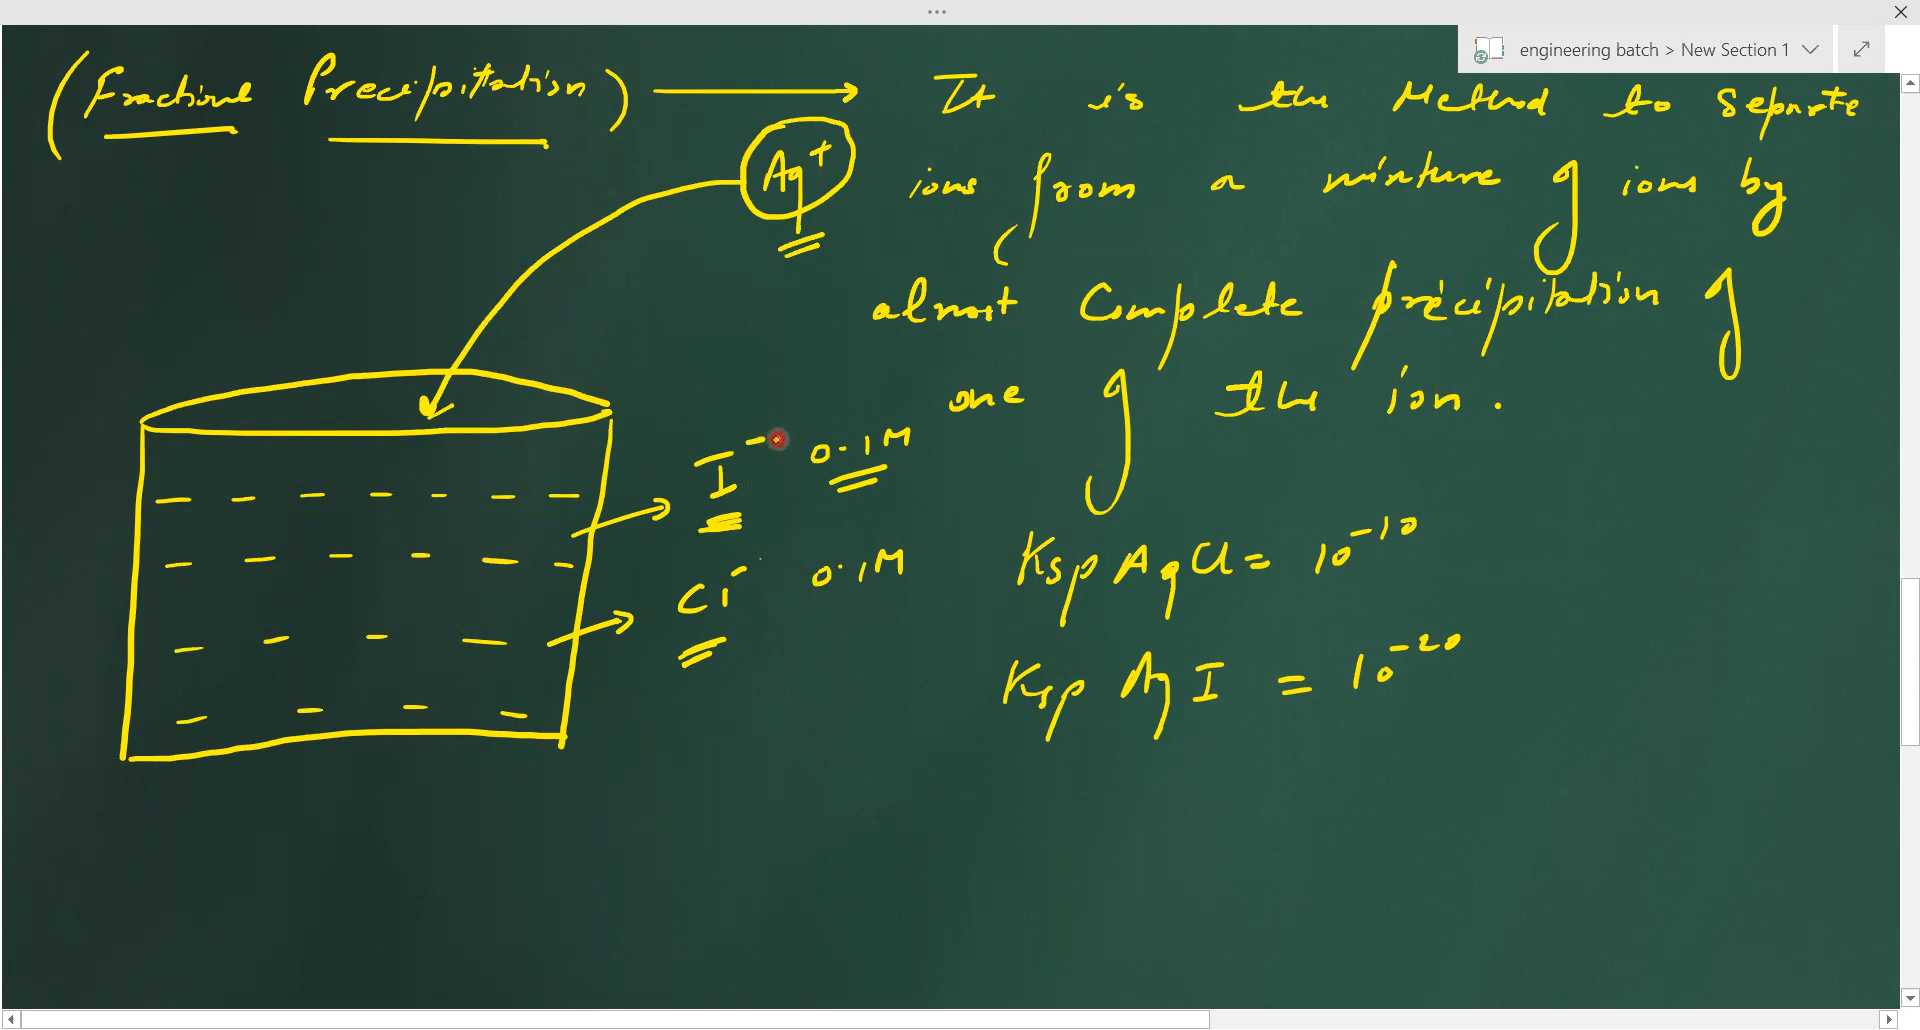 engineering batch > New Section 1
(Fractional Precipitation) → It is the Method to Separate
Ag+
ions from a mixture of ions by
almost Complete precipitation of
one of the ion.
I- 0.1M
Cl- 0.1M
Ksp AgCl = 10^-10
Ksp AgI = 10^-20